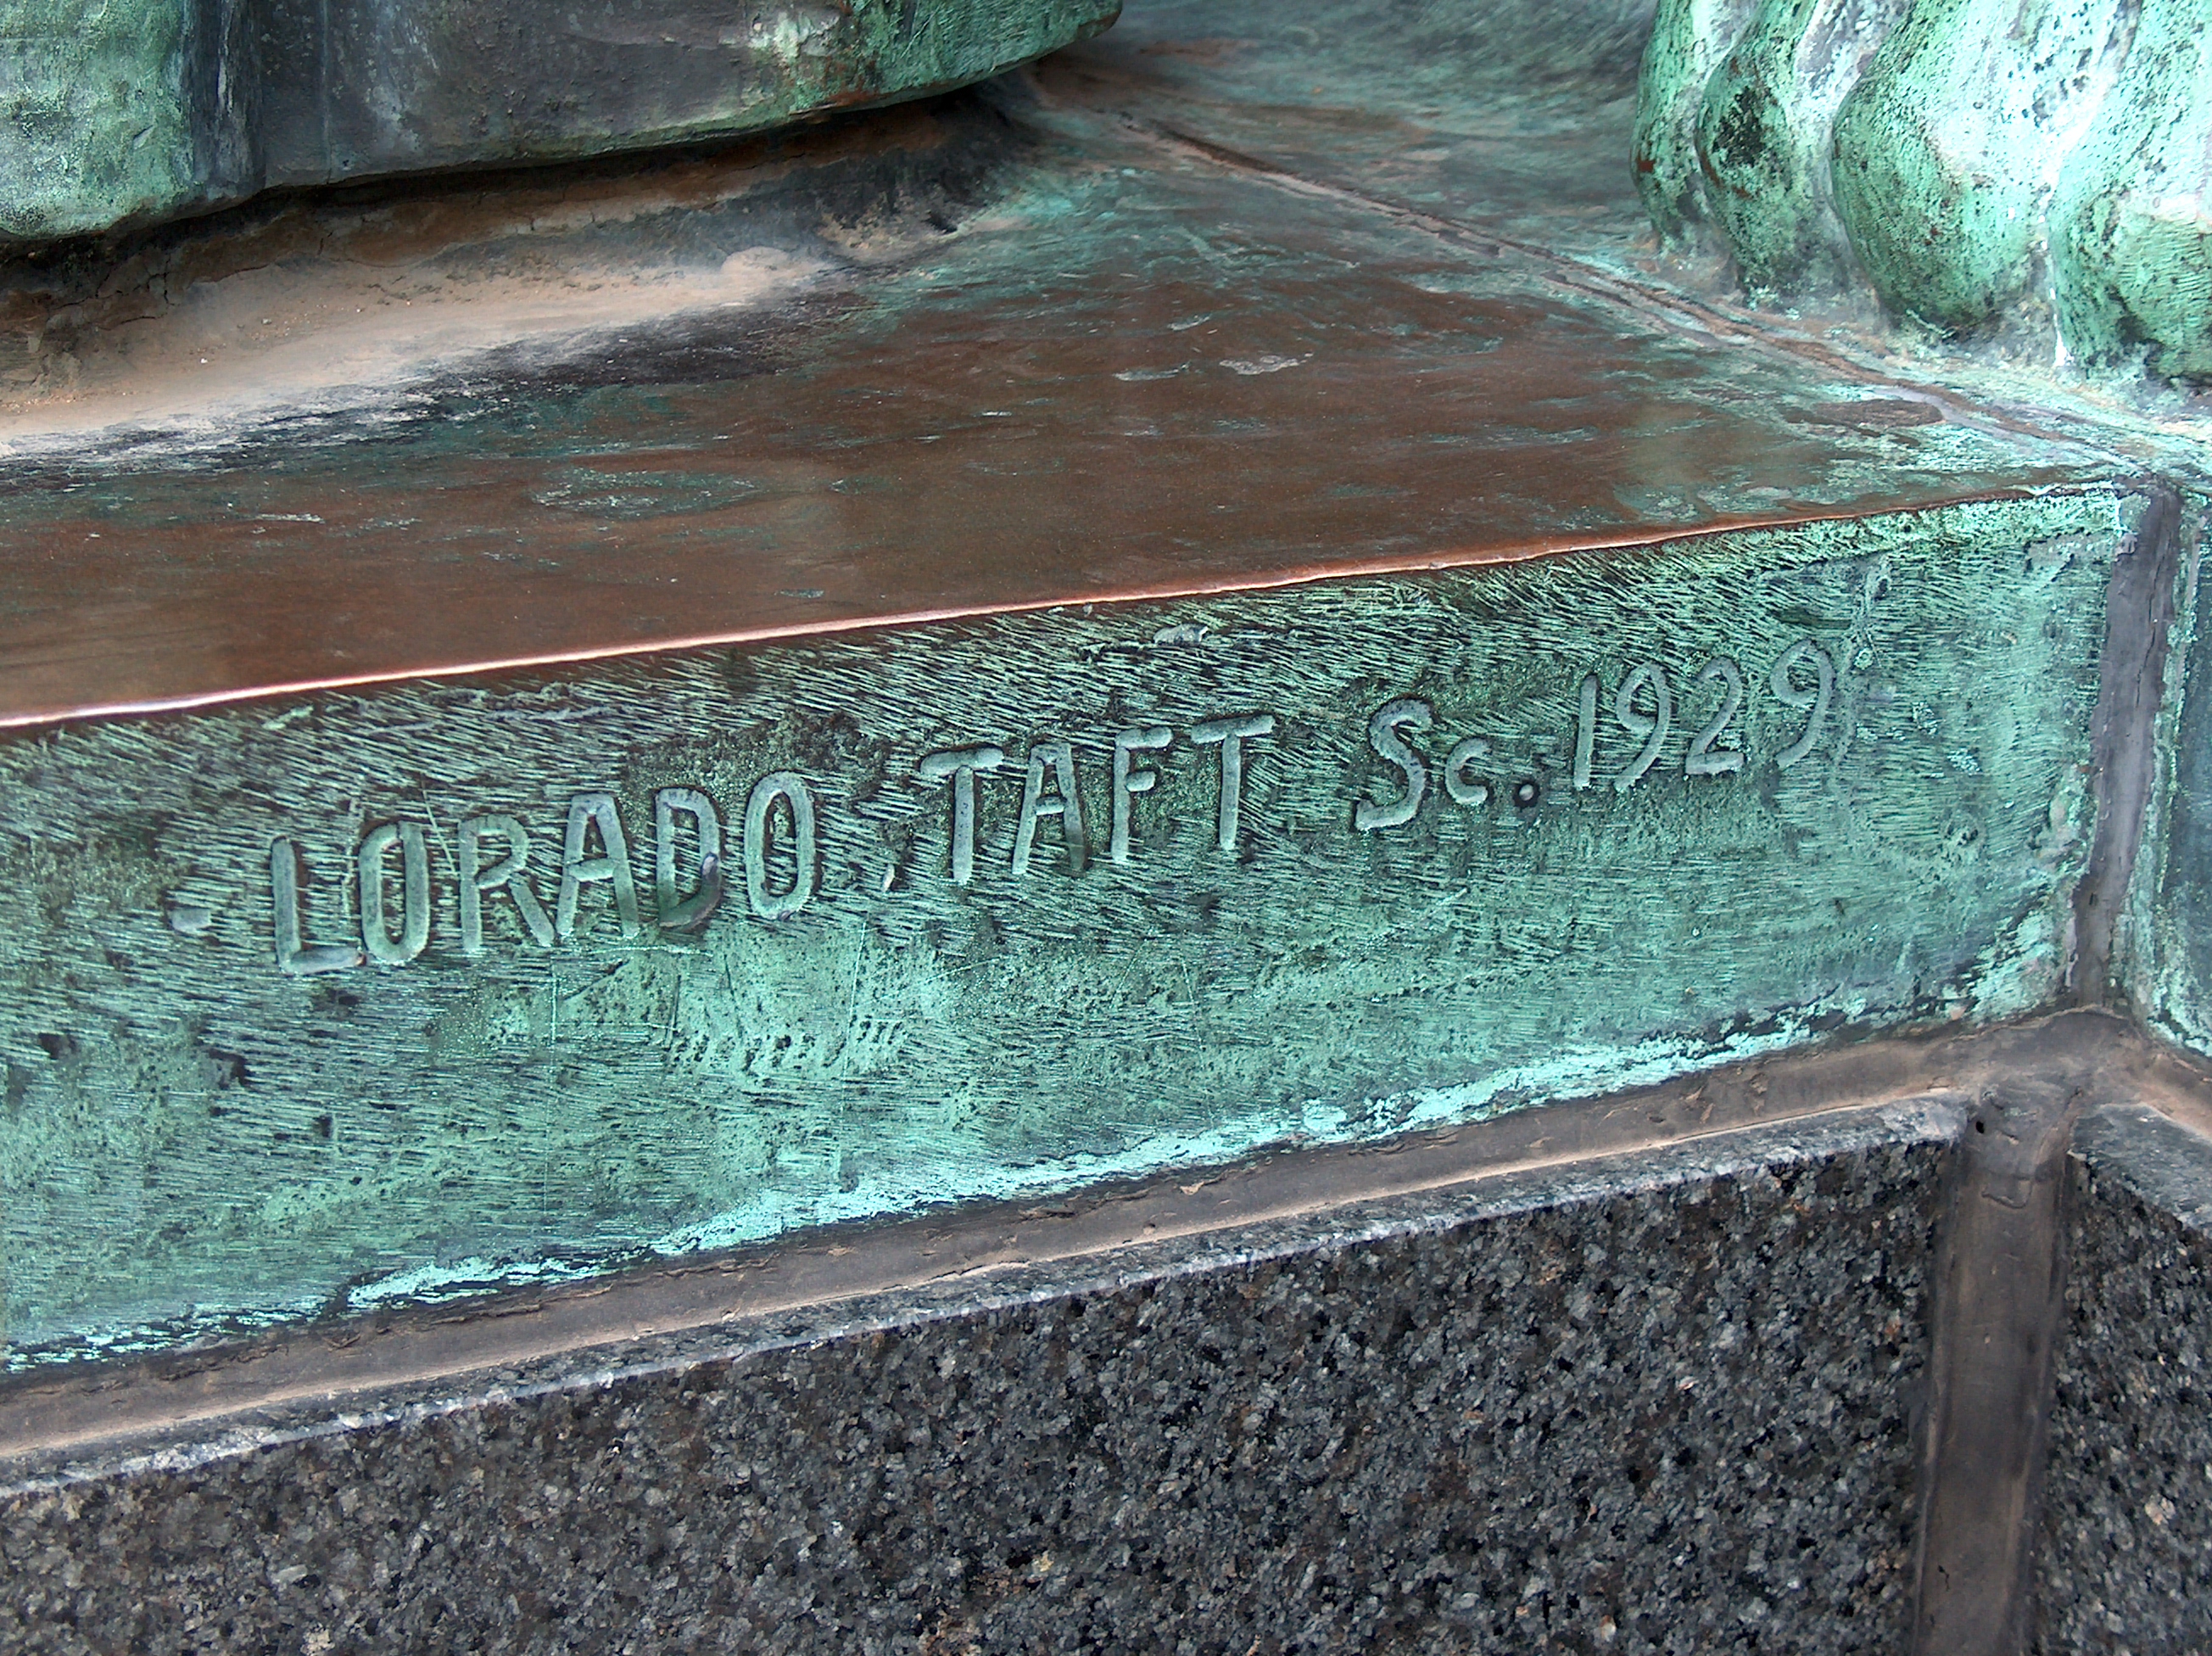 - LORADO . TAFT Sc. 1929